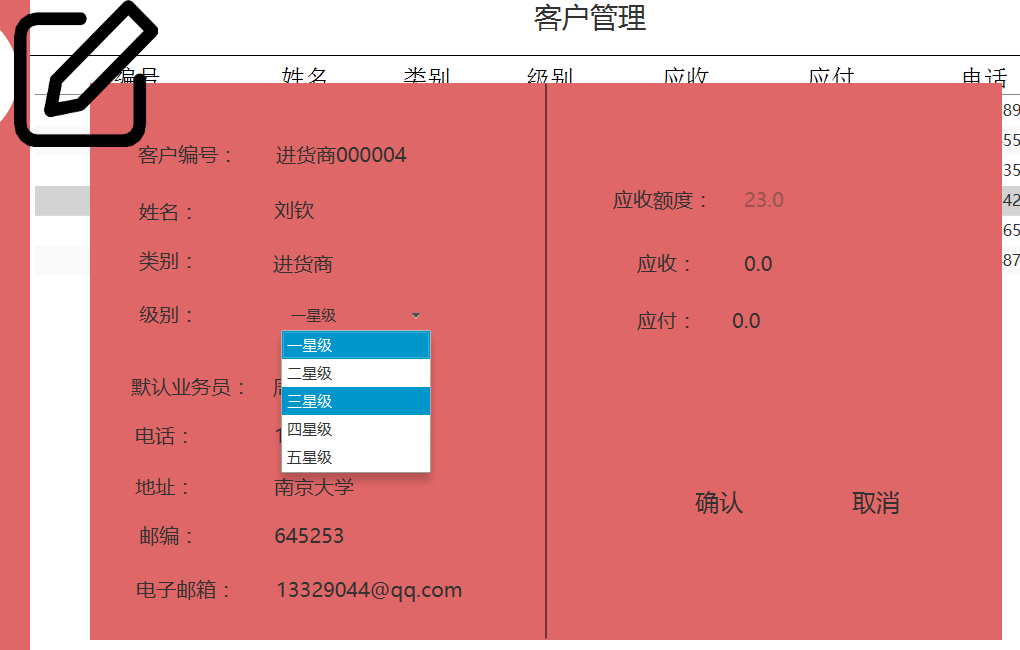 客户管理
编号 姓名 类别 级别 应收 应付 电话
89
55
35
42
65
87
客户编号： 进货商000004
姓名： 刘钦
类别： 进货商
级别： 一星级
一星级
二星级
三星级
四星级
五星级
默认业务员：
电话： 1
地址： 南京大学
邮编： 645253
电子邮箱： 13329044@qq.com
应收额度： 23.0
应收： 0.0
应付： 0.0
确认 取消